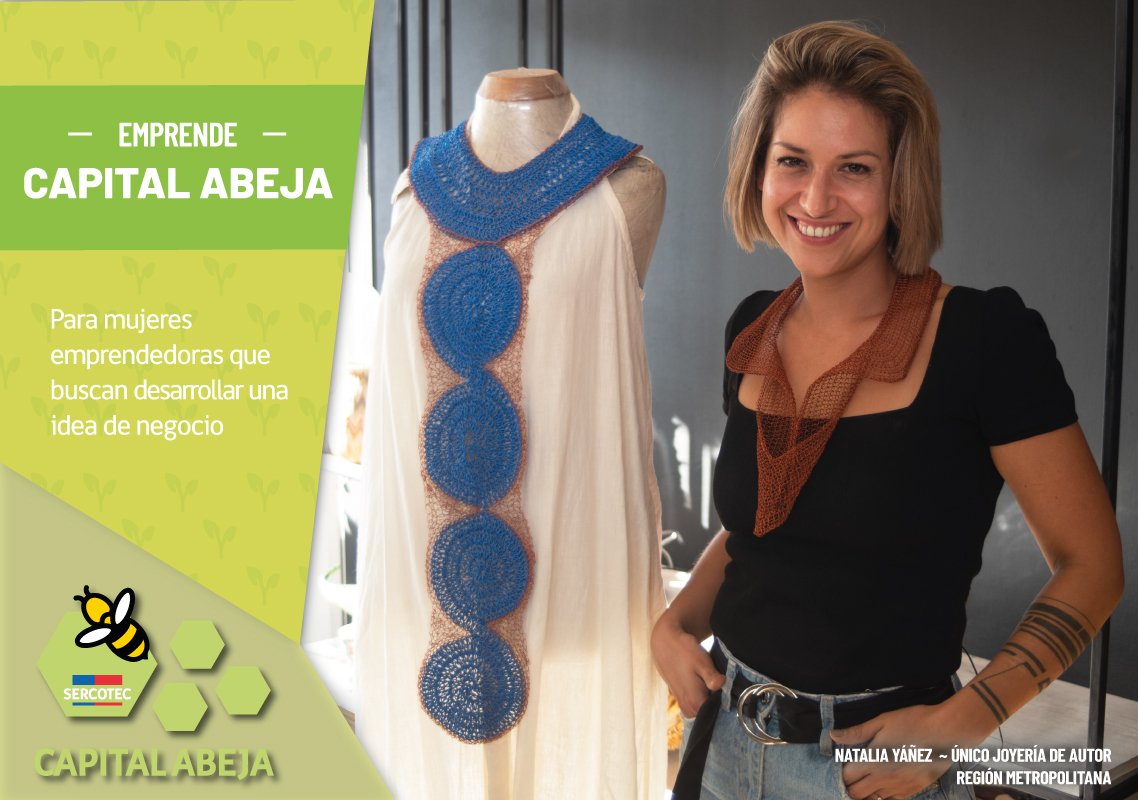 EMPRENDE
CAPITAL ABEJA
Para mujeres
emprendedoras que
buscan desarrollar una
idea de negocio
SERCOTEC
CAPITAL ABEJA
NATALIA YÁÑEZ ~ ÚNICO JOYERÍA DE AUTOR
REGIÓN METROPOLITANA